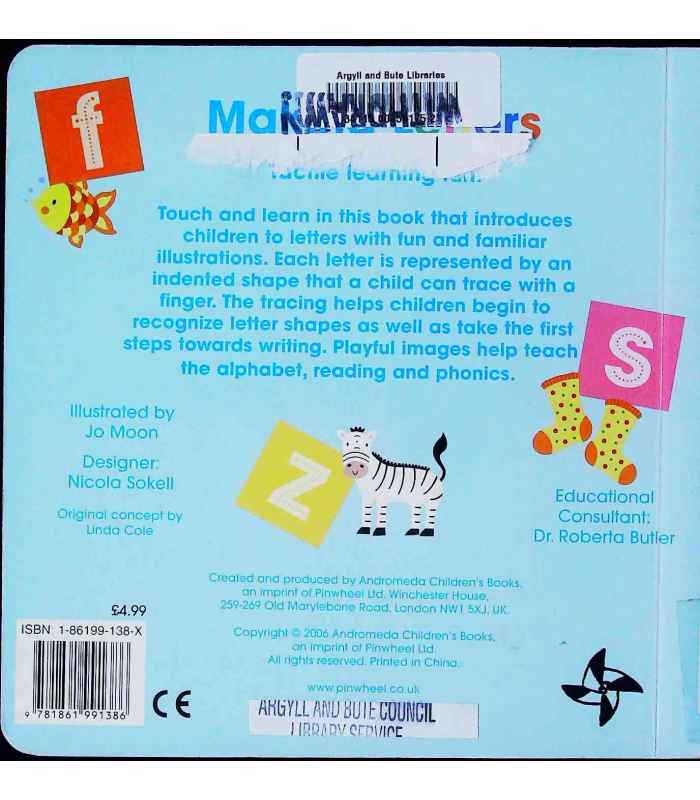 Argyll and Bute Libraries
f
Tactile learning fun!
Touch and learn in this book that introduces
children to letters with fun and familiar
illustrations. Each letter is represented by an
indented shape that a child can trace with a
finger. The tracing helps children begin to
recognize letter shapes as well as take the first
steps towards writing. Playful images help teach
the alphabet, reading and phonics.
s
Illustrated by
Jo Moon
Designer:
Nicola Sokell
Original concept by
Linda Cole
z
Educational
Consultant:
Dr. Roberta Butler
Created and produced by Andromeda Children's Books,
an imprint of Pinwheel Ltd. Winchester House,
259-269 Old Marylebone Road, London NW1 5XJ, UK.
Copyright © 2006 Andromeda Children's Books,
an imprint of Pinwheel Ltd.
All rights reserved. Printed in China.
www.pinwheel.co.uk
£4.99
ISBN: 1-86199-138-X
9 781861 991386
CE
ARGYLL AND BUTE COUNCIL
LIBRARY SERVICE